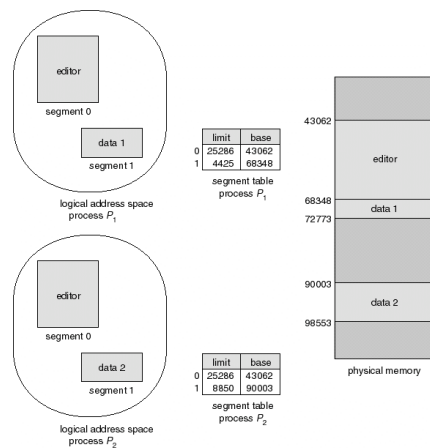 editor
segment 0
data 1
segment 1
logical address space
process P1
limit base
0 25286 43062
1 4425 68348
segment table
process P1
editor
segment 0
data 2
segment 1
logical address space
process P2
limit base
0 25286 43062
1 8850 90003
segment table
process P2
43062
editor
68348
data 1
72773
90003
data 2
98553
physical memory